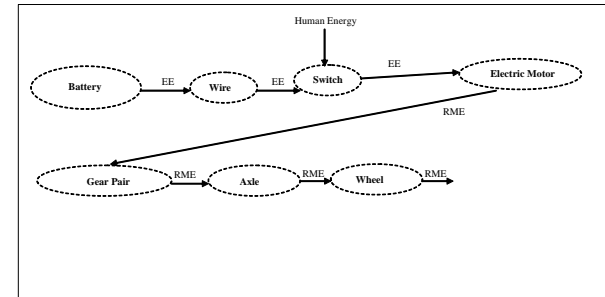 Human Energy
Battery
EE
Wire
EE
Switch
EE
Electric Motor
RME
Gear Pair
RME
Axle
RME
Wheel
RME